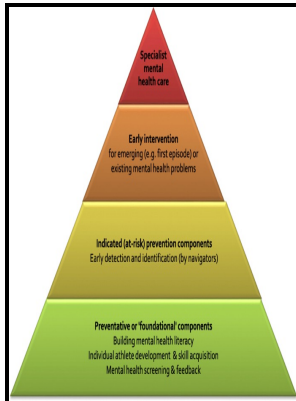 Specialist
mental
health care
Early intervention
for emerging (e.g. first episode) or
existing mental health problems
Indicated (at-risk) prevention components
Early detection and identification (by navigators)
Preventative or 'foundational' components
Building mental health literacy
Individual athlete development & skill acquisition
Mental health screening & feedback